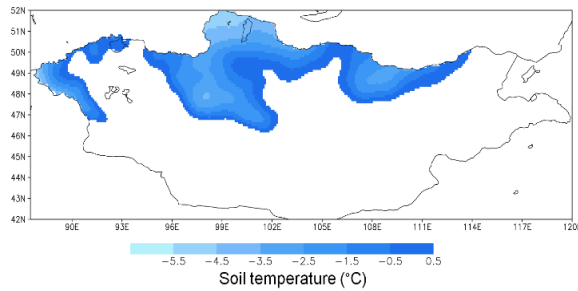 52N
51N
50N
49N
48N
47N
46N
45N
44N
43N
42N
90E 93E 96E 99E 102E 105E 108E 111E 114E 117E 120E
-5.5 -4.5 -3.5 -2.5 -1.5 -0.5 0.5
Soil temperature (°C)